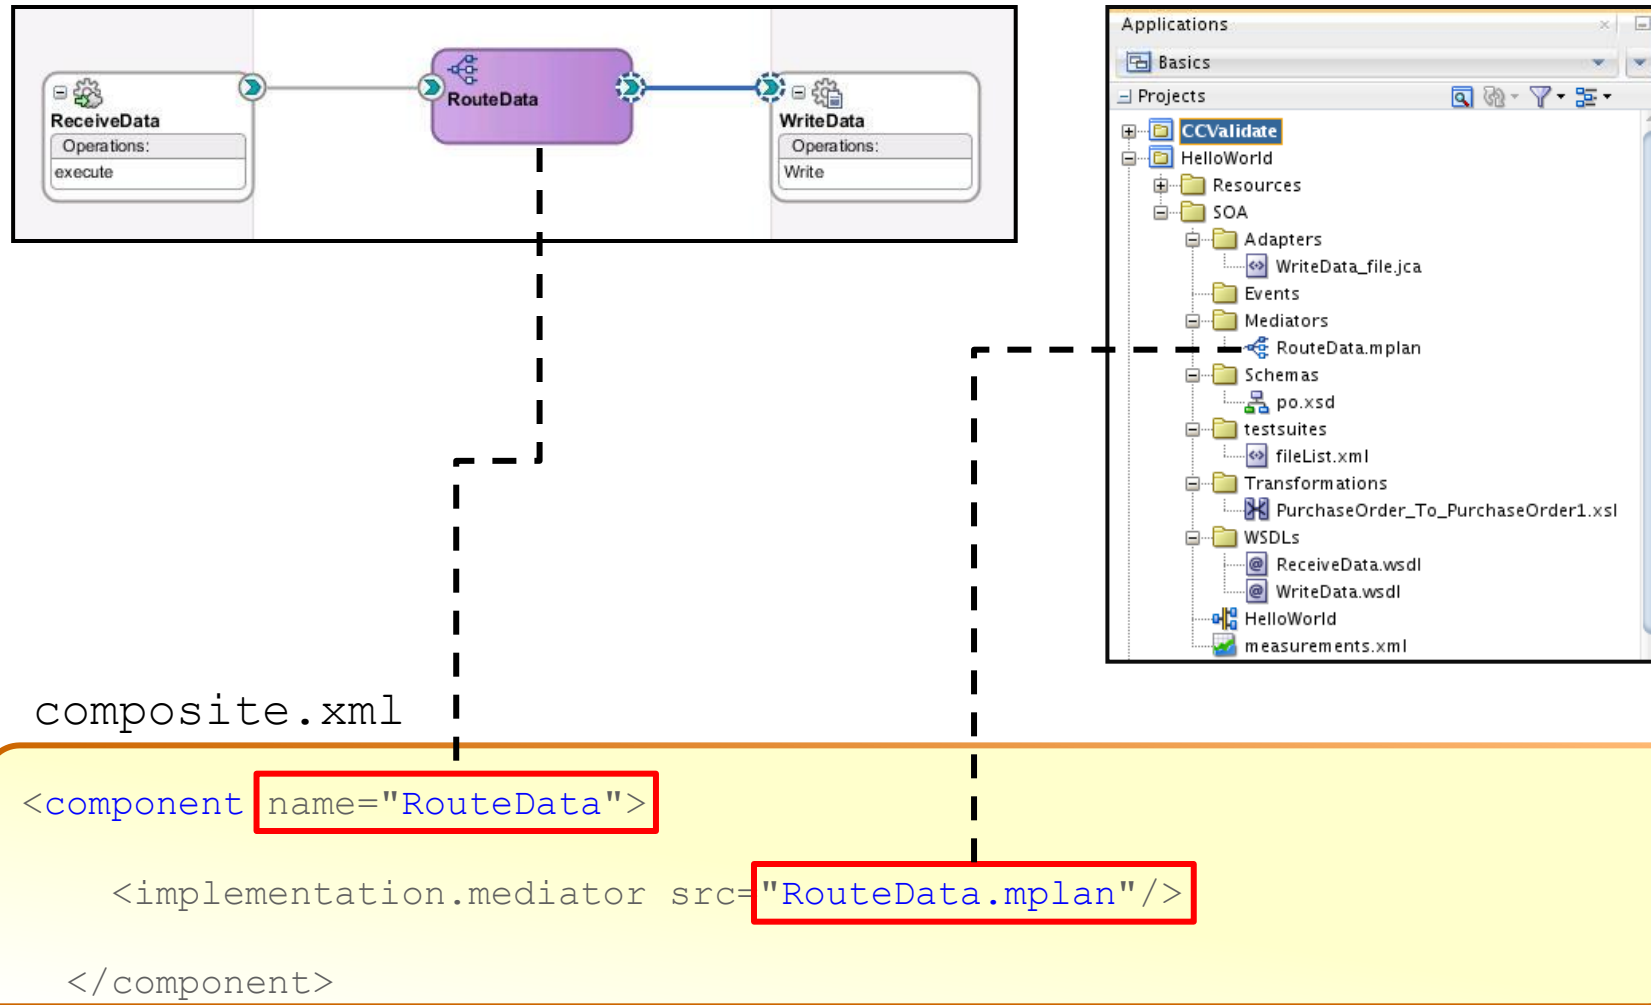 ReceiveData
Operations:
execute
RouteData
WriteData
Operations:
Write
Applications
Basics
Projects
CCValidate
HelloWorld
Resources
SOA
Adapters
WriteData_file.jca
Events
Mediators
RouteData.mplan
Schemas
po.xsd
testsuites
fileList.xml
Transformations
PurchaseOrder_To_PurchaseOrder1.xsl
WSDLs
ReceiveData.wsdl
WriteData.wsdl
HelloWorld
measurements.xml
composite.xml
<component name="RouteData">
<implementation.mediator src="RouteData.mplan"/>
</component>